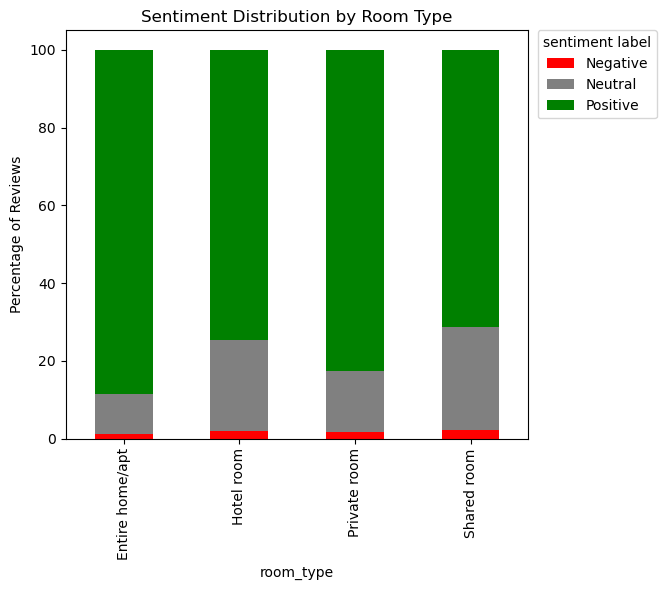 Sentiment Distribution by Room Type
sentiment label
Negative
Neutral
Positive
Percentage of Reviews
100
80
60
40
20
0
Entire home/apt
Hotel room
Private room
Shared room
room_type